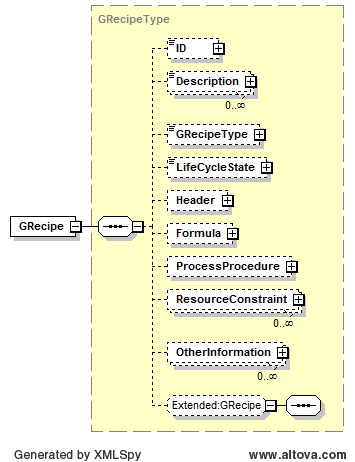 GRecipeType
ID
Description
0..∞
GRecipeType
LifeCycleState
Header
GRecipe
Formula
ProcessProcedure
ResourceConstraint
0..∞
OtherInformation
0..∞
Extended:GRecipe
Generated by XMLSpy
www.altova.com